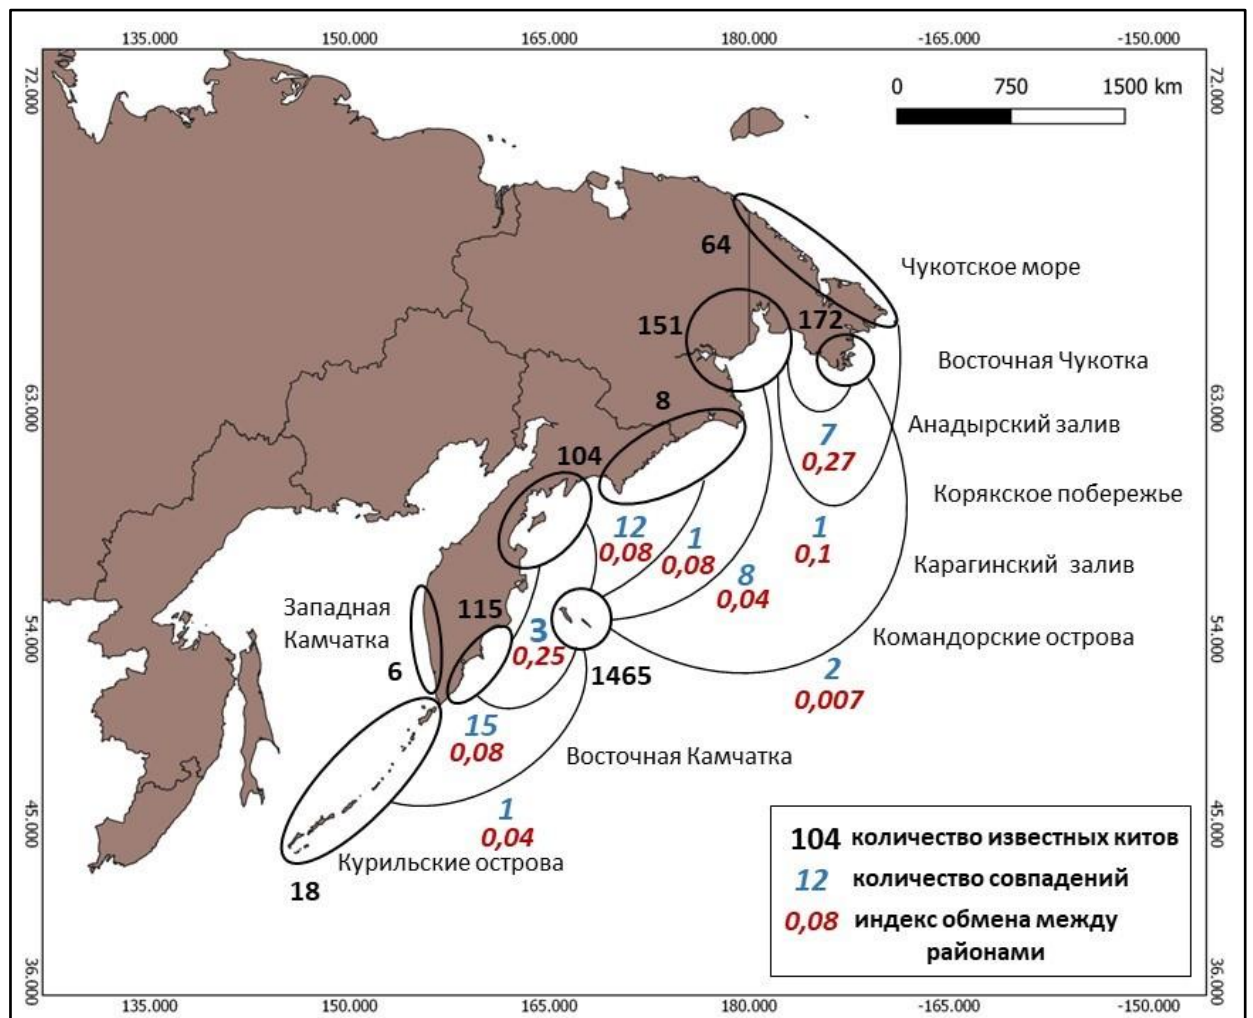 135.000 150.000 165.000 180.000 -165.000 -150.000
72.000
72.000
0 750 1500 km
64
Чукотское море
151
172
Восточная Чукотка
63.000
63.000
8
Анадырский залив
7
0,27
104
Корякское побережье
12
0,08
1
0,08
1
0,1
Карагинский залив
8
0,04
Западная
Камчатка
115
54.000
54.000
3
0,25
Командорские острова
6
1465
2
0,007
15
0,08
Восточная Камчатка
45.000
45.000
1
0,04
Курильские острова
18
104 количество известных китов
12 количество совпадений
0,08 индекс обмена между
районами
36.000
36.000
135.000 150.000 165.000 180.000 -165.000 -150.000